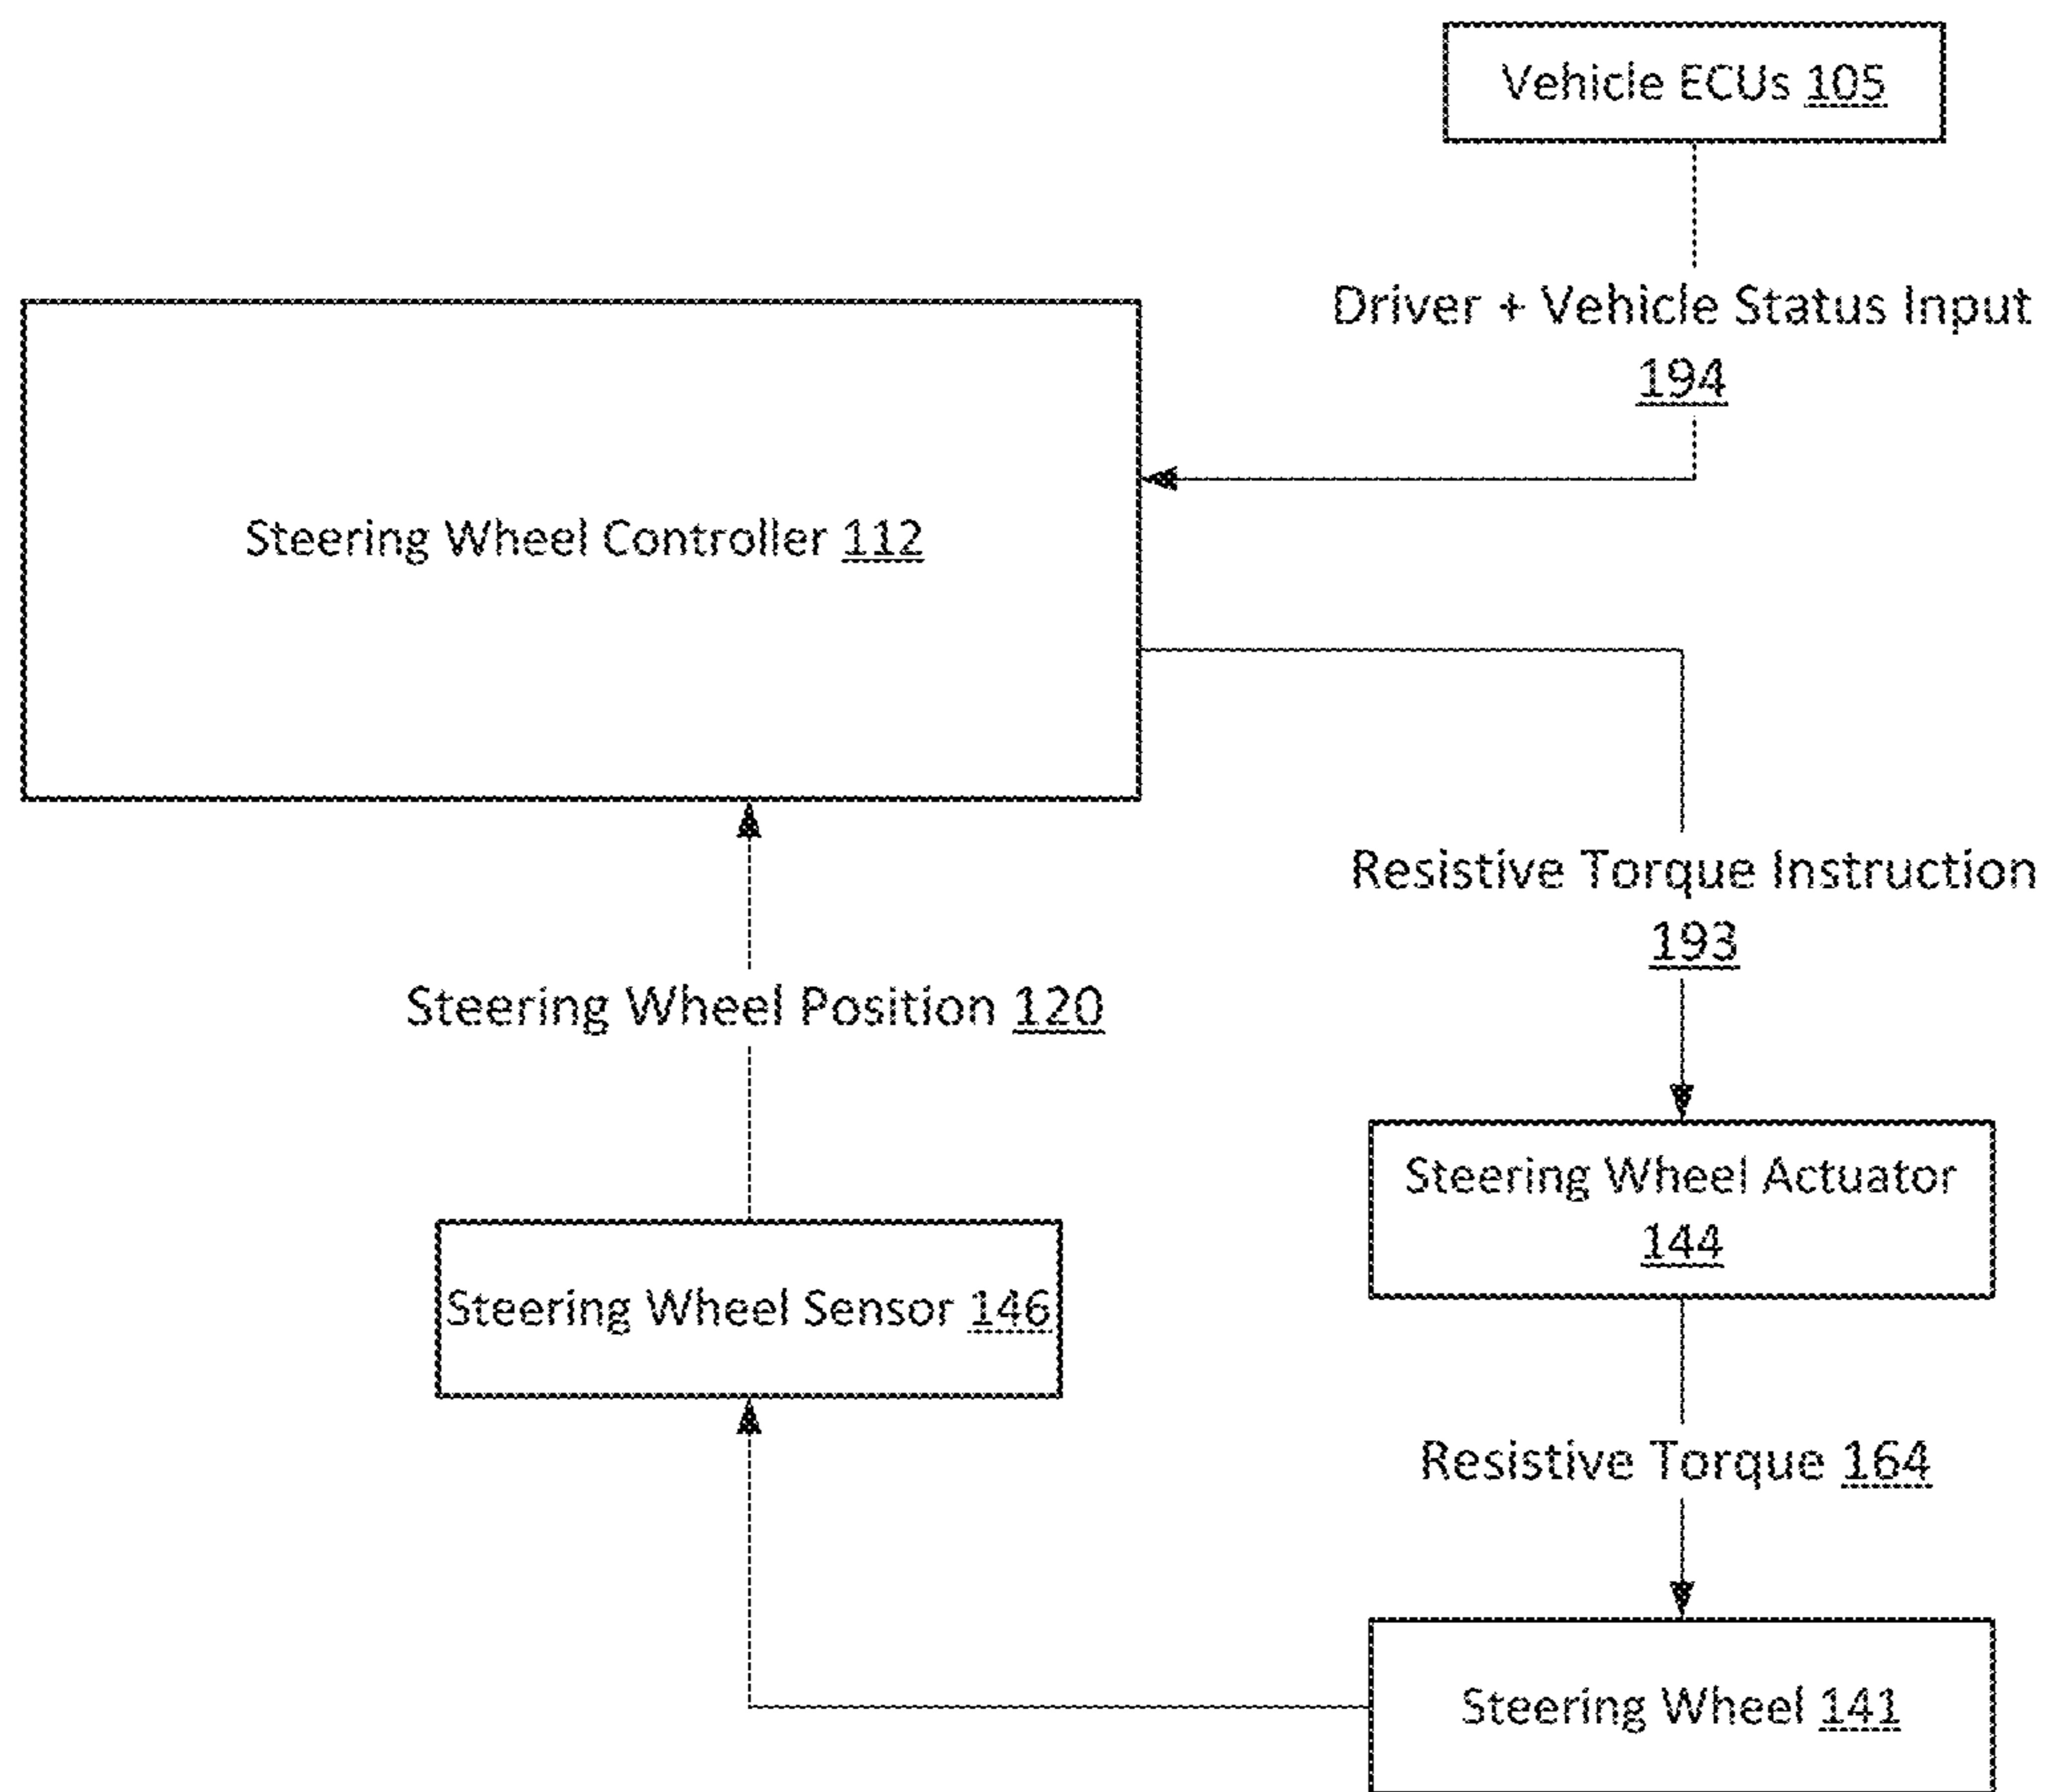 Vehicle ECUs 105
Driver + Vehicle Status Input
194
Steering Wheel Controller 112
Resistive Torque Instruction
193
Steering Wheel Position 120
Steering Wheel Actuator
144
Steering Wheel Sensor 146
Resistive Torque 164
Steering Wheel 141